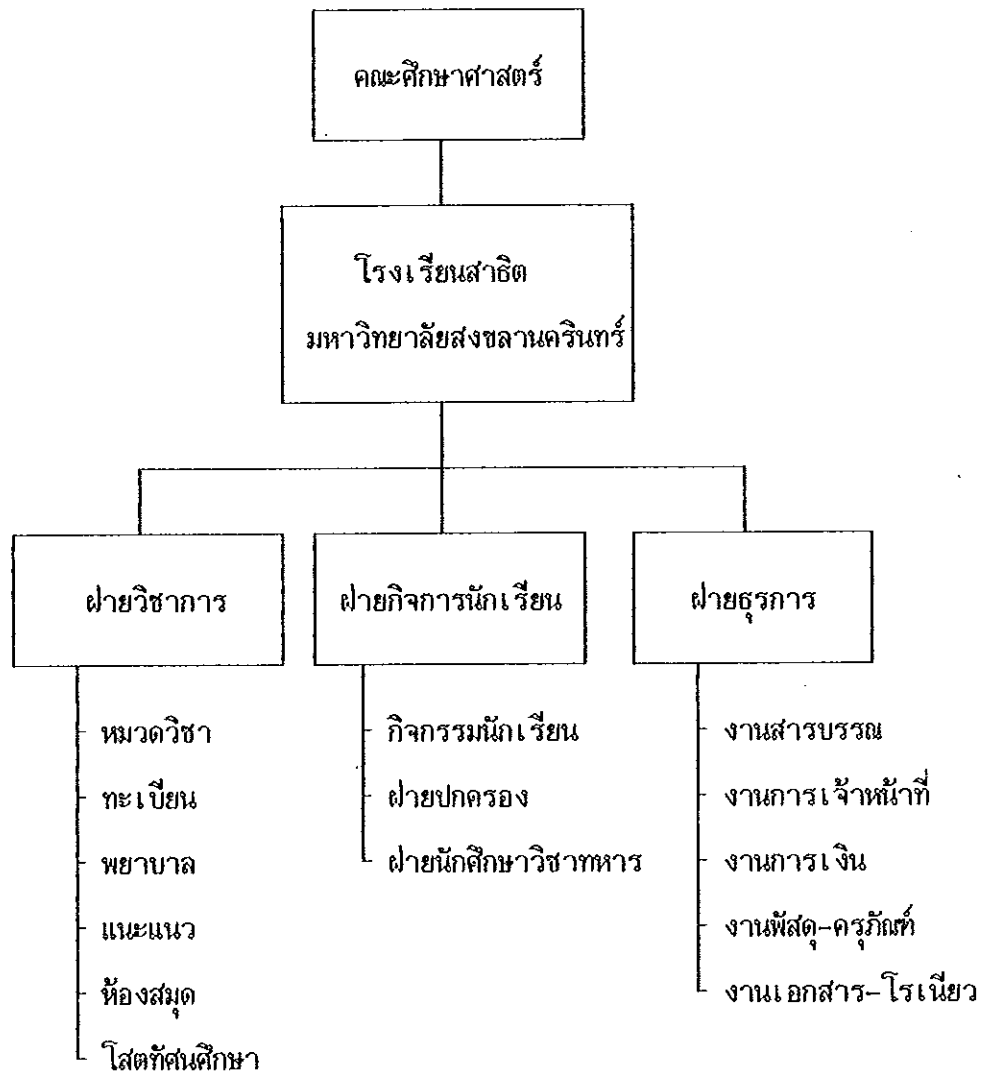 คณะศึกษาศาสตร์
โรงเรียนสาธิต
มหาวิทยาลัยสงขลานครินทร์
ฝ่ายวิชาการ
หมวดวิชา
ทะเบียน
พยาบาล
แนะแนว
ห้องสมุด
โสตทัศนศึกษา
ฝ่ายกิจการนักเรียน
กิจกรรมนักเรียน
ฝ่ายปกครอง
ฝ่ายนักศึกษาวิชาทหาร
ฝ่ายธุรการ
งานสารบรรณ
งานการเจ้าหน้าที่
งานการเงิน
งานพัสดุ-ครุภัณฑ์
งานเอกสาร-โรเนียว